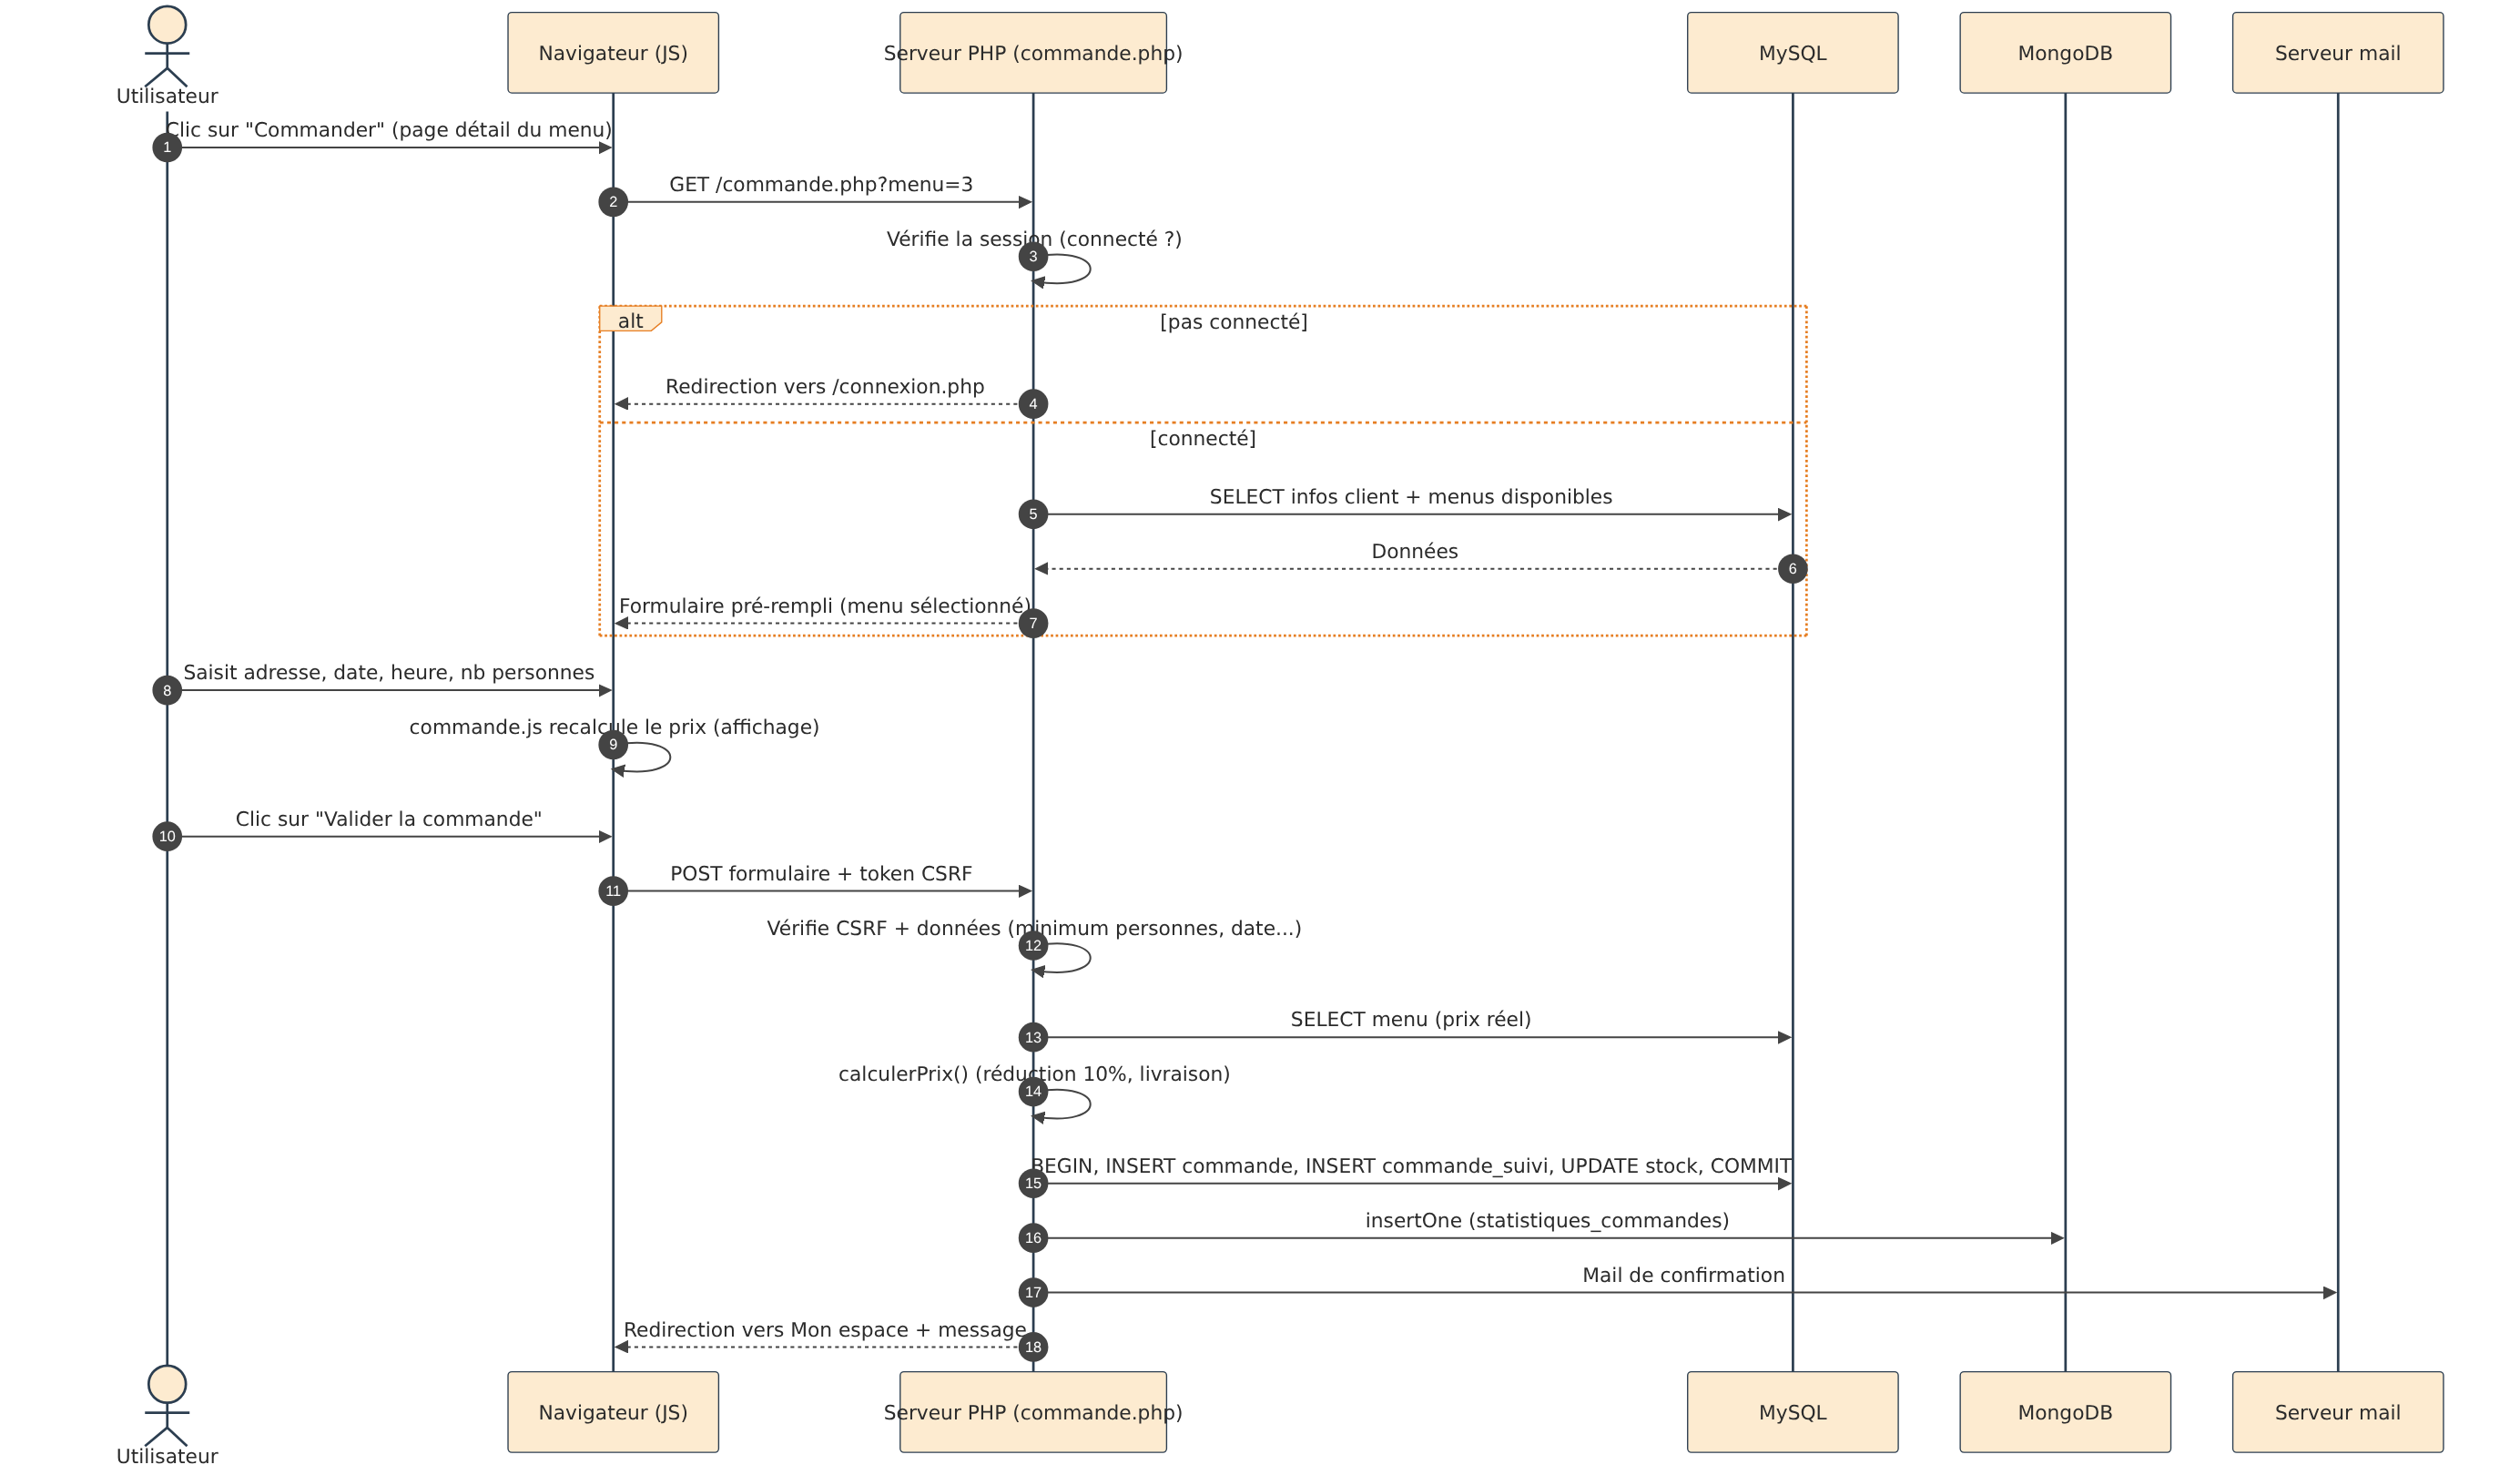 Utilisateur
Navigateur (JS)
Serveur PHP (commande.php)
MySQL
MongoDB
Serveur mail
Clic sur "Commander" (page détail du menu)
1
GET /commande.php?menu=3
2
Vérifie la session (connecté ?)
3
alt
[pas connecté]
Redirection vers /connexion.php
4
[connecté]
SELECT infos client + menus disponibles
5
Données
6
Formulaire pré-rempli (menu sélectionné)
7
Saisit adresse, date, heure, nb personnes
8
commande.js recalcule le prix (affichage)
9
Clic sur "Valider la commande"
10
POST formulaire + token CSRF
11
Vérifie CSRF + données (minimum personnes, date...)
12
SELECT menu (prix réel)
13
calculerPrix() (réduction 10%, livraison)
14
BEGIN, INSERT commande, INSERT commande_suivi, UPDATE stock, COMMIT
15
insertOne (statistiques_commandes)
16
Mail de confirmation
17
Redirection vers Mon espace + message
18
Utilisateur
Navigateur (JS)
Serveur PHP (commande.php)
MySQL
MongoDB
Serveur mail